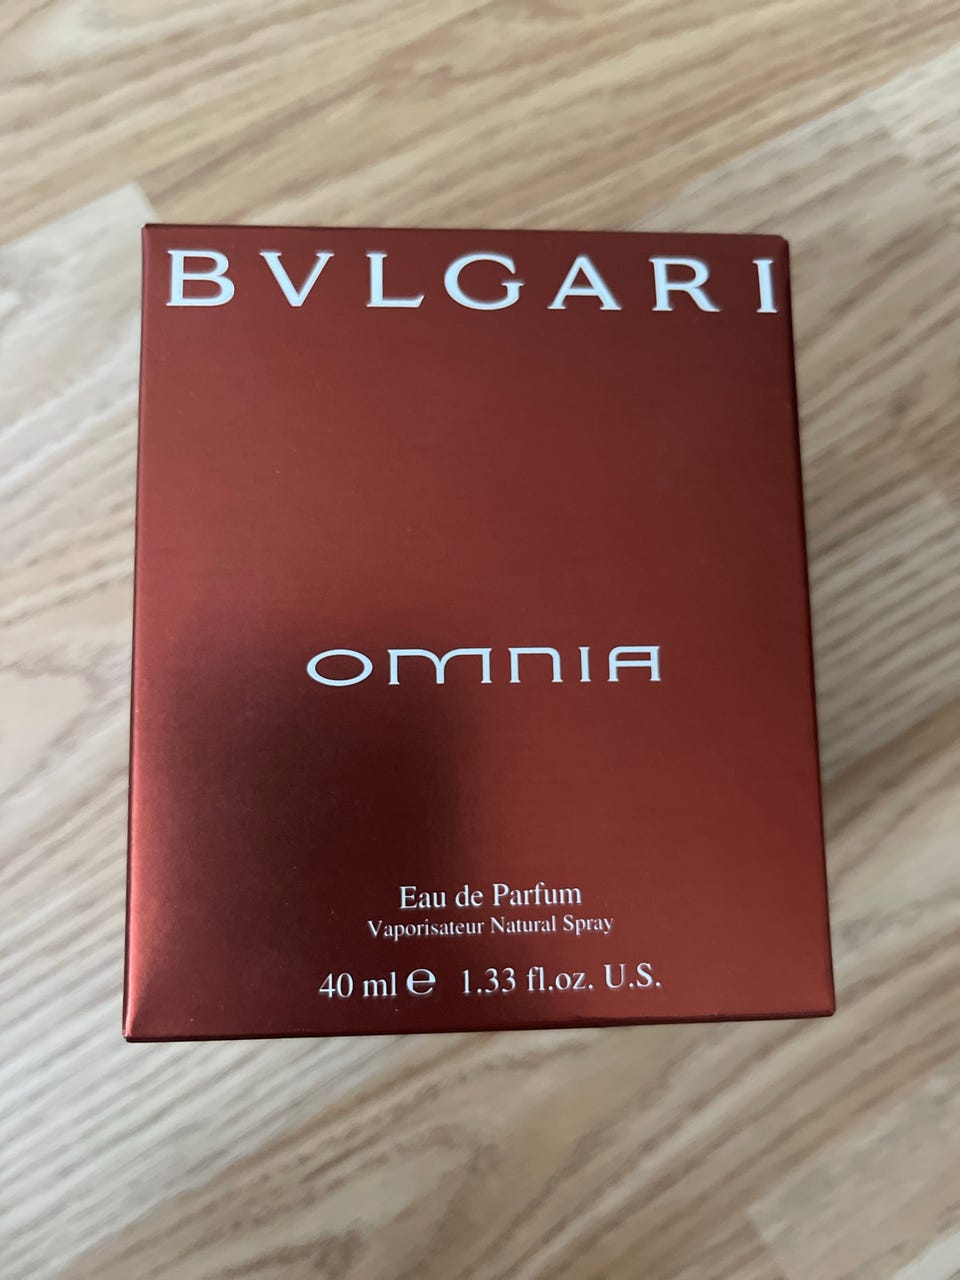 BVLGARI
OMNIA
Eau de Parfum
Vaporisateur Natural Spray
40 ml ℮ 1.33 fl.oz. U.S.